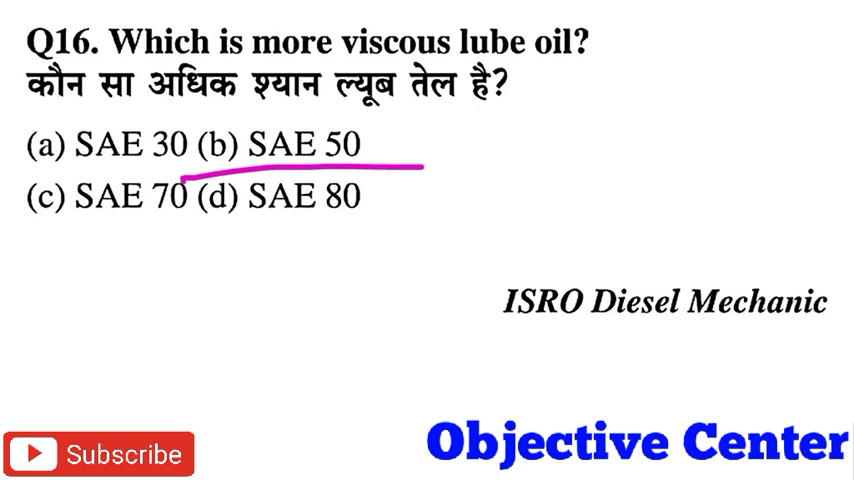 Q16. Which is more viscous lube oil?
कौन सा अधिक श्यान ल्यूब तेल है?
(a) SAE 30 (b) SAE 50
(c) SAE 70 (d) SAE 80
ISRO Diesel Mechanic
Objective Center
Subscribe